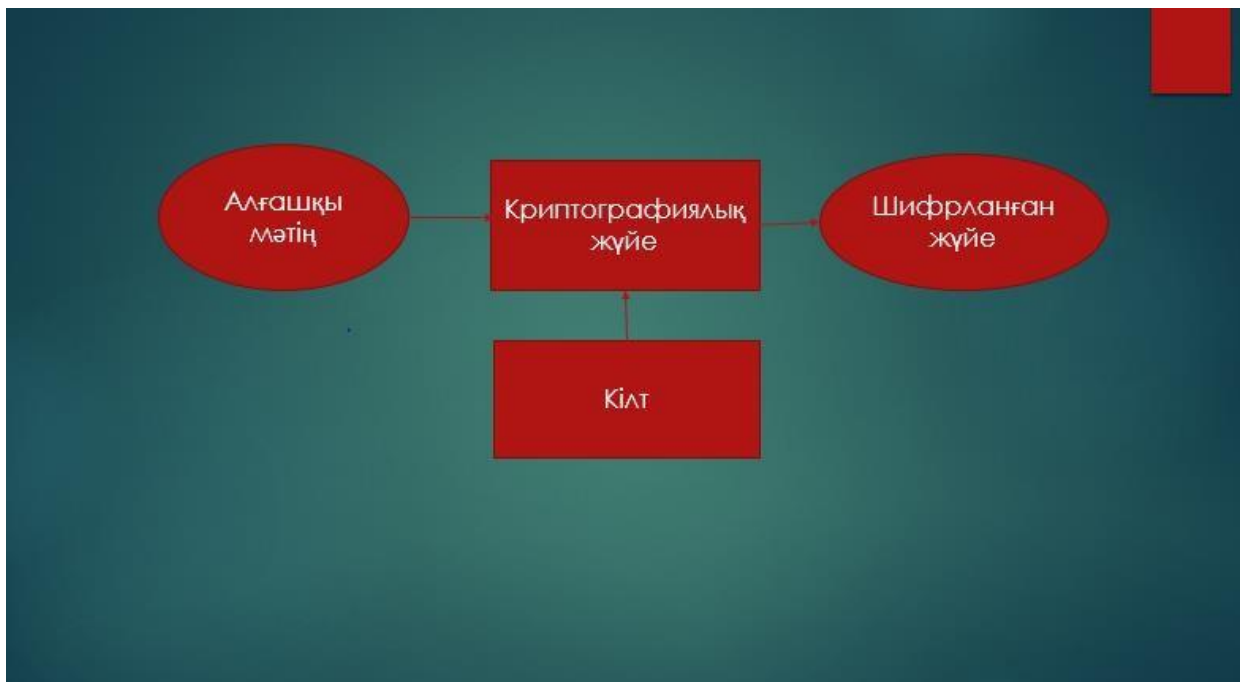 Алғашқы
мәтің
Криптографиялық
жүйе
Шифрланған
жүйе
Кілт